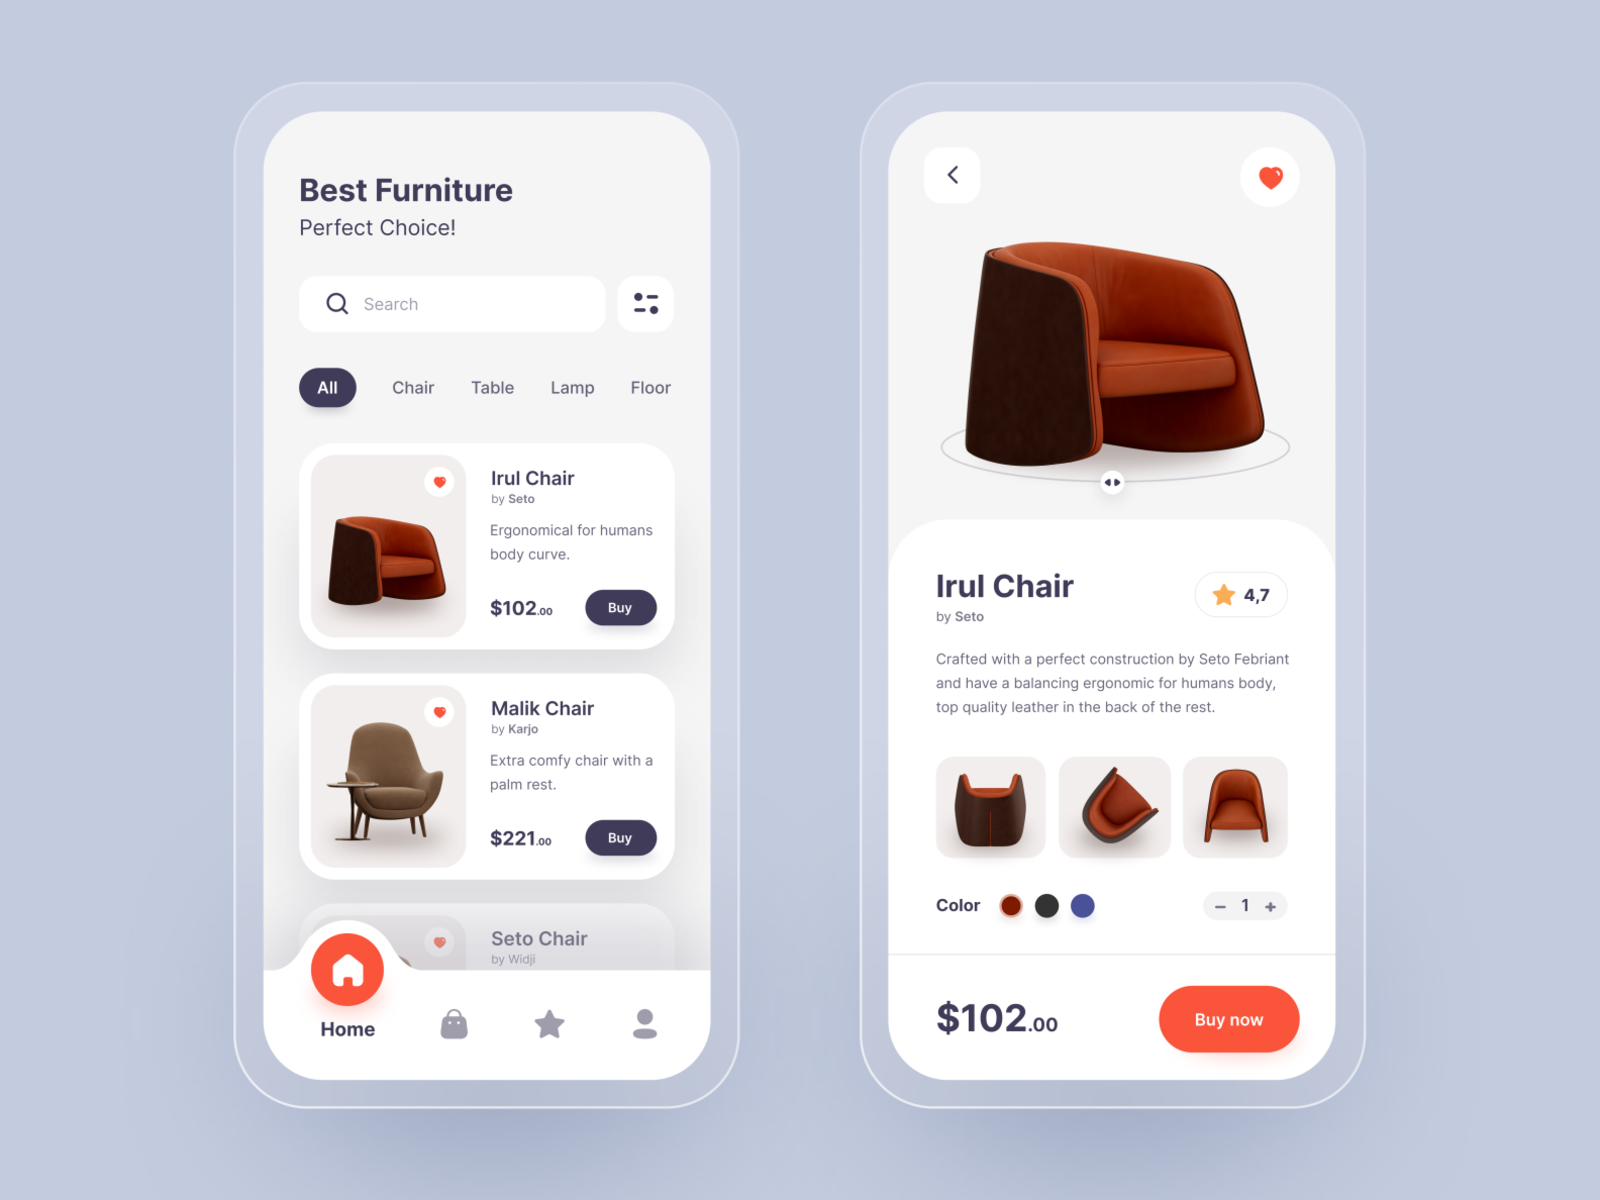 Best Furniture
Perfect Choice!
Search
All Chair Table Lamp Floor
Irul Chair
by Seto
Ergonomical for humans
body curve.
$102.00 Buy
Malik Chair
by Karjo
Extra comfy chair with a
palm rest.
$221.00 Buy
Seto Chair
by Widji
Home
Irul Chair
4,7
by Seto
Crafted with a perfect construction by Seto Febriant
and have a balancing ergonomic for humans body,
top quality leather in the back of the rest.
Color
− 1 +
$102.00 Buy now